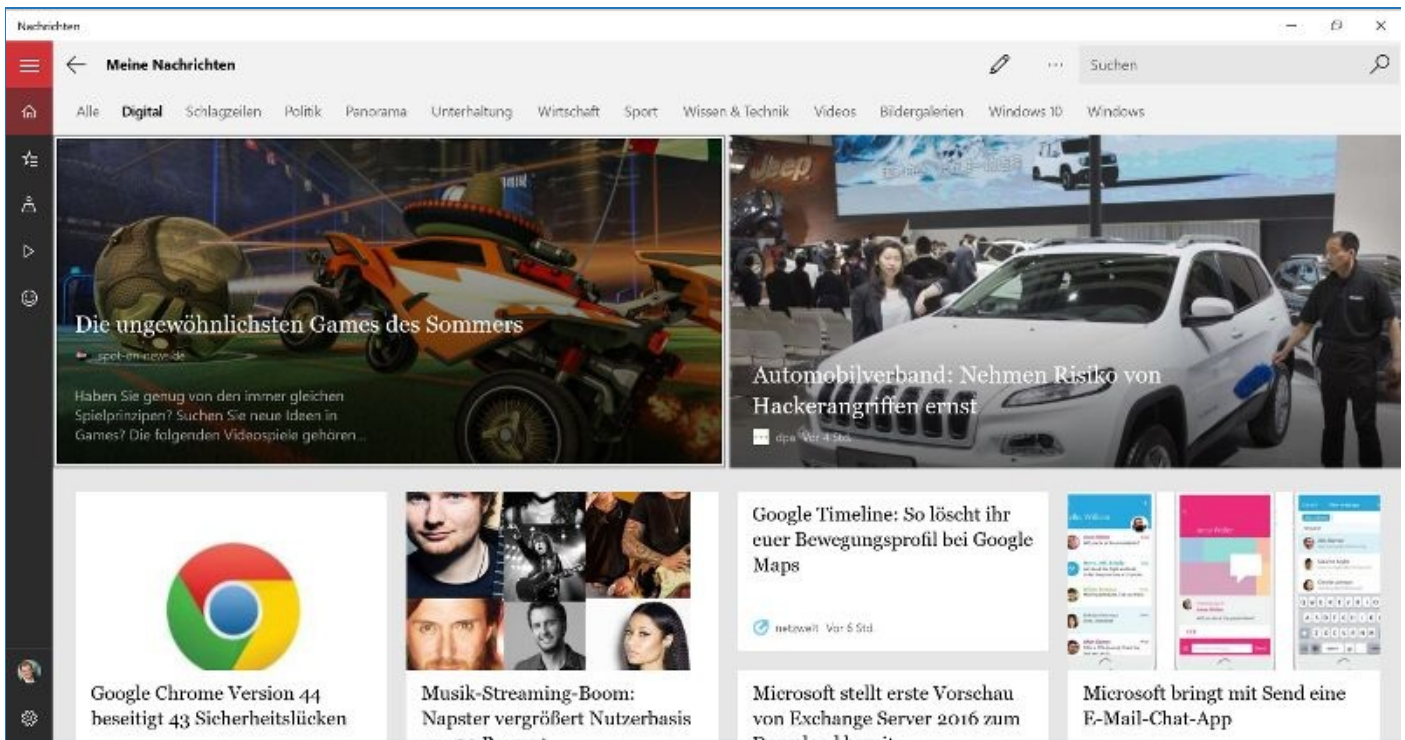 Nachrichten
Meine Nachrichten
Suchen
Alle Digital Schlagzeilen Politik Panorama Unterhaltung Wirtschaft Sport Wissen & Technik Videos Bildergalerien Windows 10 Windows
Jeep
Die ungewöhnlichsten Games des Sommers
spot-on-news.de
Haben Sie genug von den immer gleichen
Spielprinzipen? Suchen Sie neue Ideen in
Games? Die folgenden Videospiele gehören...
Automobilverband: Nehmen Risiko von
Hackerangriffen ernst
dpa Vor 4 Std.
Google Chrome Version 44
beseitigt 43 Sicherheitslücken
Musik-Streaming-Boom:
Napster vergrößert Nutzerbasis
Google Timeline: So löscht ihr
euer Bewegungsprofil bei Google
Maps
netzwelt Vor 6 Std.
Microsoft stellt erste Vorschau
von Exchange Server 2016 zum
Microsoft bringt mit Send eine
E-Mail-Chat-App